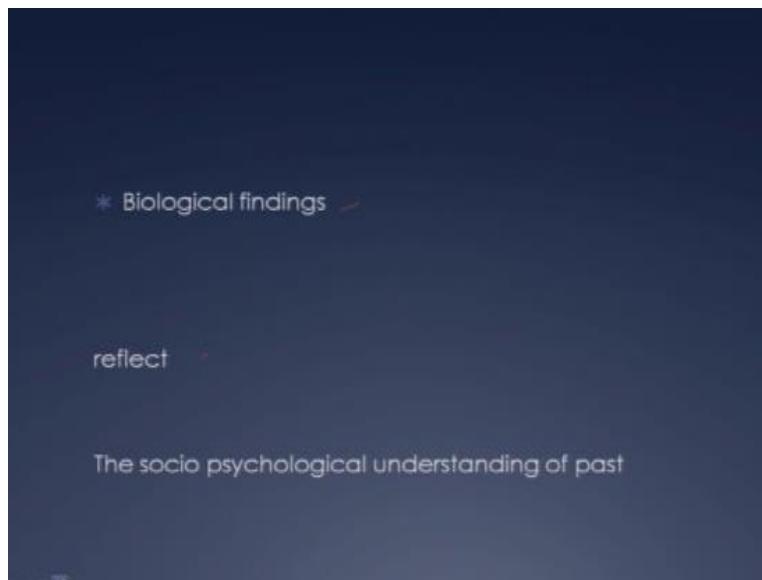 * Biological findings
reflect
The socio psychological understanding of past